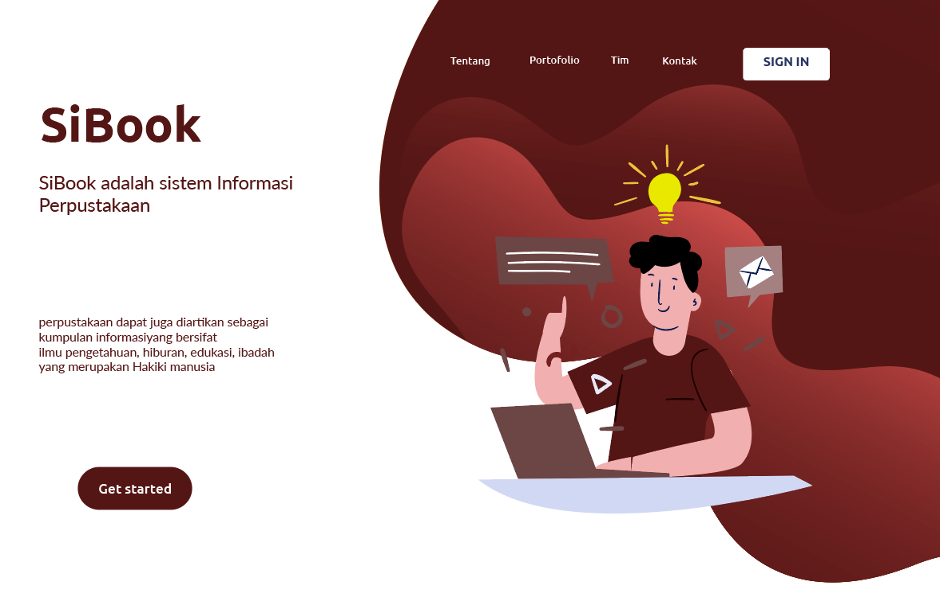 Tentang Portofolio Tim Kontak SIGN IN
SiBook
SiBook adalah sistem Informasi
Perpustakaan
perpustakaan dapat juga diartikan sebagai
kumpulan informasiyang bersifat
ilmu pengetahuan, hiburan, edukasi, ibadah
yang merupakan Hakiki manusia
Get started